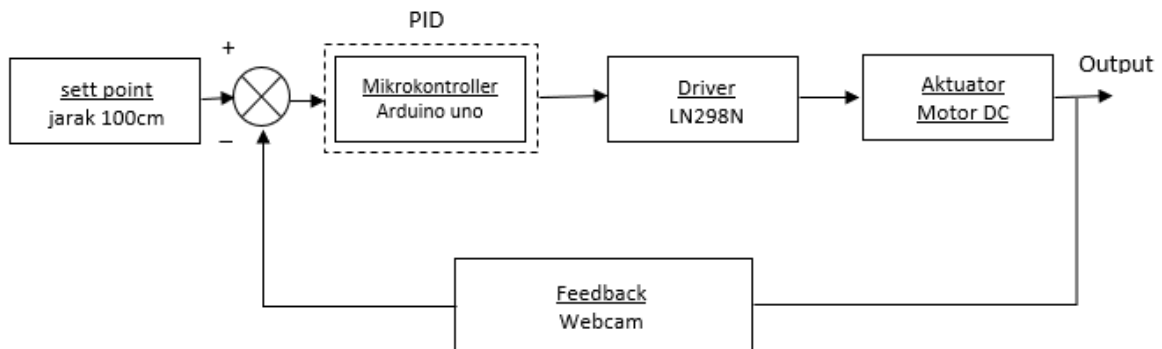 PID
+
sett point
jarak 100cm
−
Mikrokontroller
Arduino uno
Driver
LN298N
Aktuator
Motor DC
Output
Feedback
Webcam